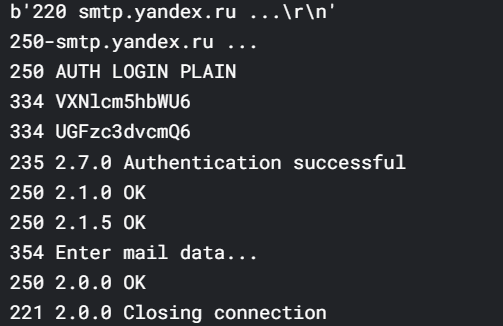 b'220 smtp.yandex.ru ...\r\n'
250-smtp.yandex.ru ...
250 AUTH LOGIN PLAIN
334 VXNlcm5hbWU6
334 UGFzc3dvcmQ6
235 2.7.0 Authentication successful
250 2.1.0 OK
250 2.1.5 OK
354 Enter mail data...
250 2.0.0 OK
221 2.0.0 Closing connection